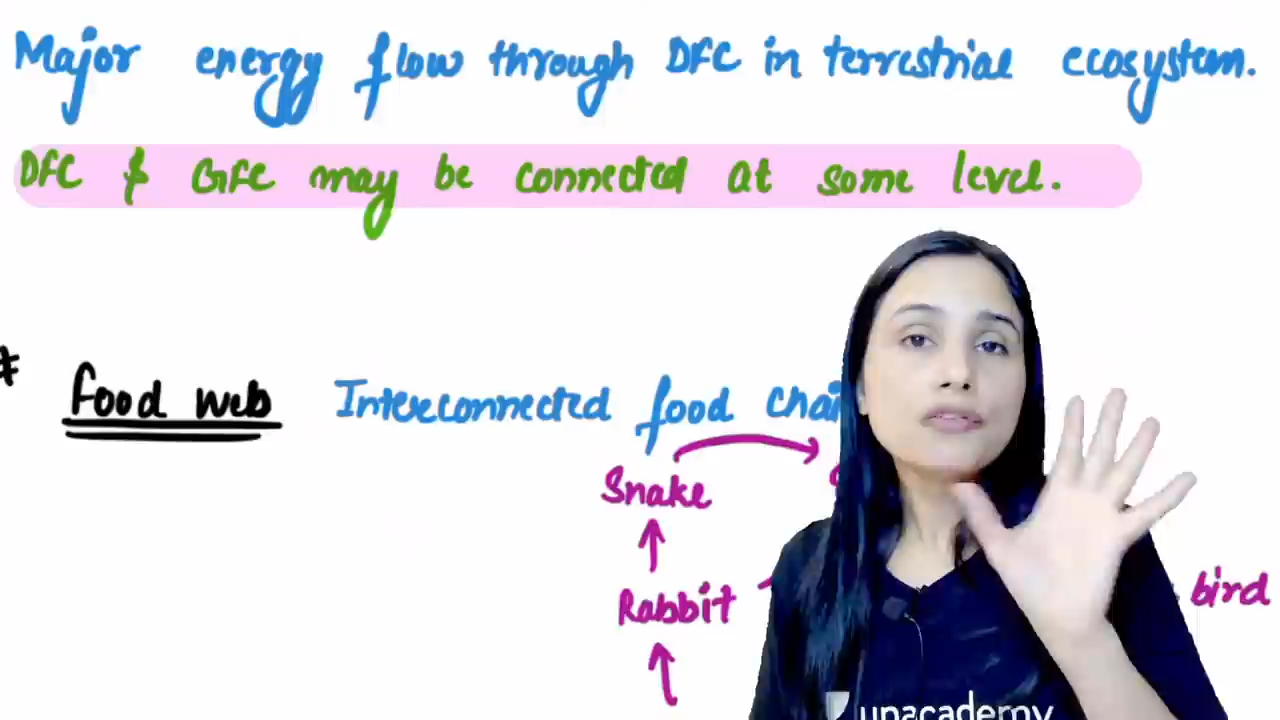 Major energy flow through DFC in terrestrial ecosystem.
DFC & GFC may be connected at some level.
* Food web Interconnected food chai
Snake
Rabbit bird
unacademy